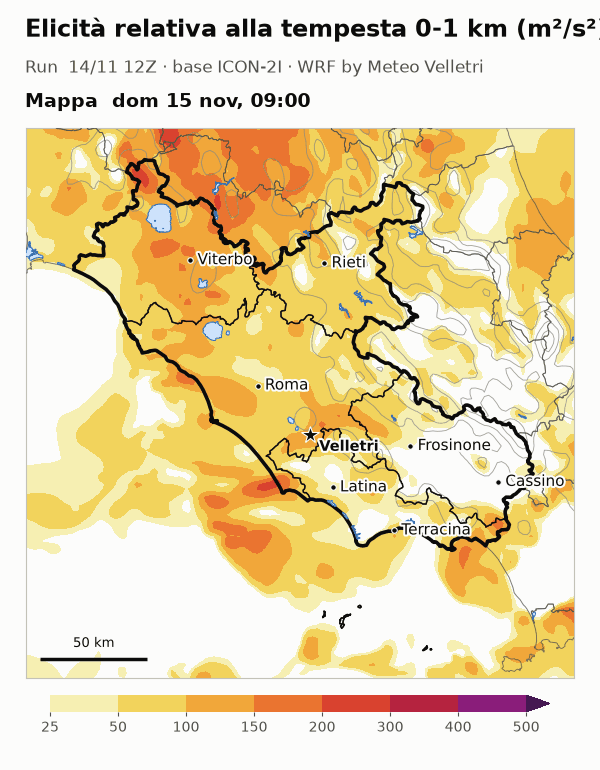 Elicità relativa alla tempesta 0-1 km (m²/s²)
Run 14/11 12Z · base ICON-2I · WRF by Meteo Velletri
Mappa dom 15 nov, 09:00
Viterbo
Rieti
Roma
Velletri
Frosinone
Cassino
Latina
Terracina
50 km
25 50 100 150 200 300 400 500